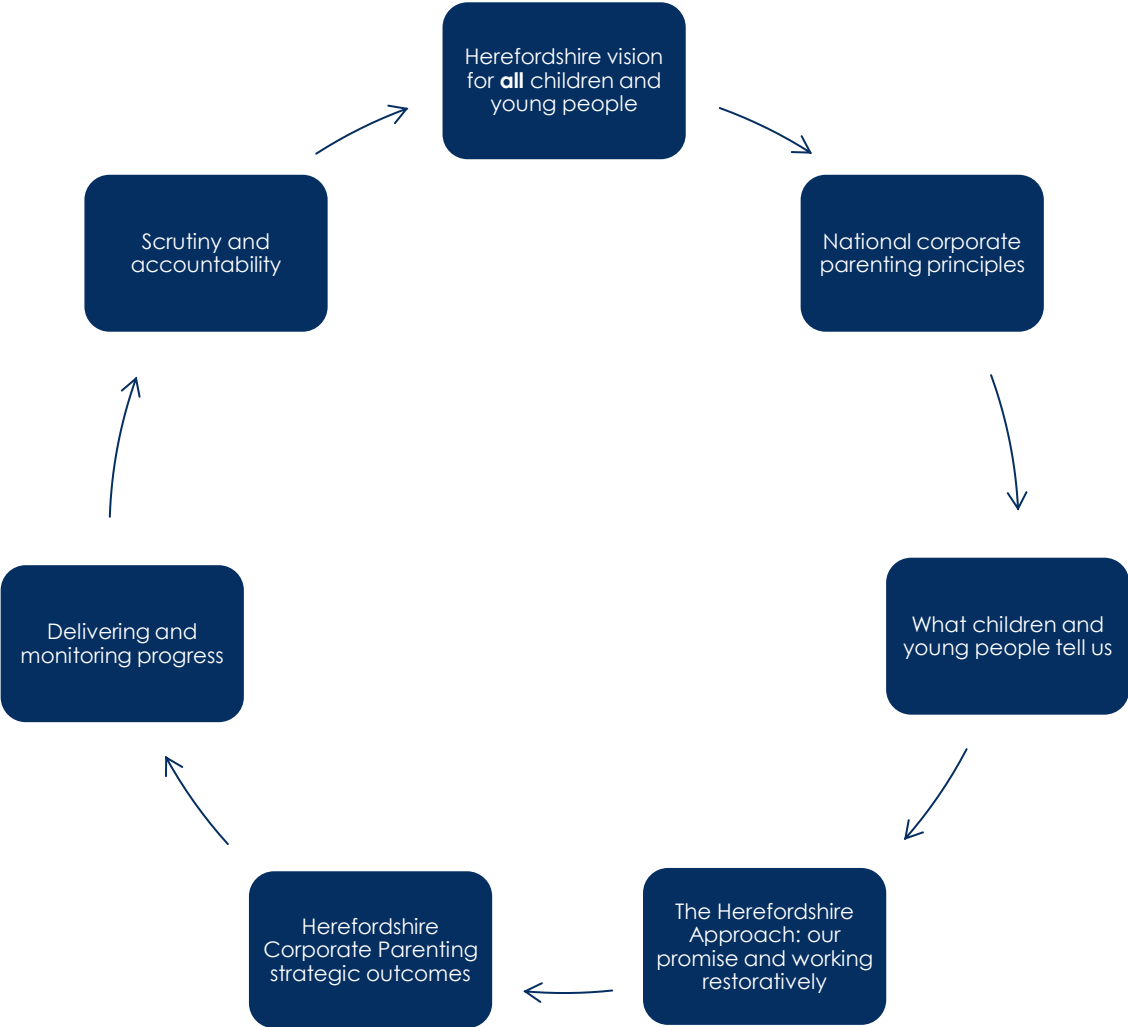 Herefordshire vision
for all children and
young people
National corporate
parenting principles
What children and
young people tell us
The Herefordshire
Approach: our
promise and working
restoratively
Herefordshire
Corporate Parenting
strategic outcomes
Delivering and
monitoring progress
Scrutiny and
accountability